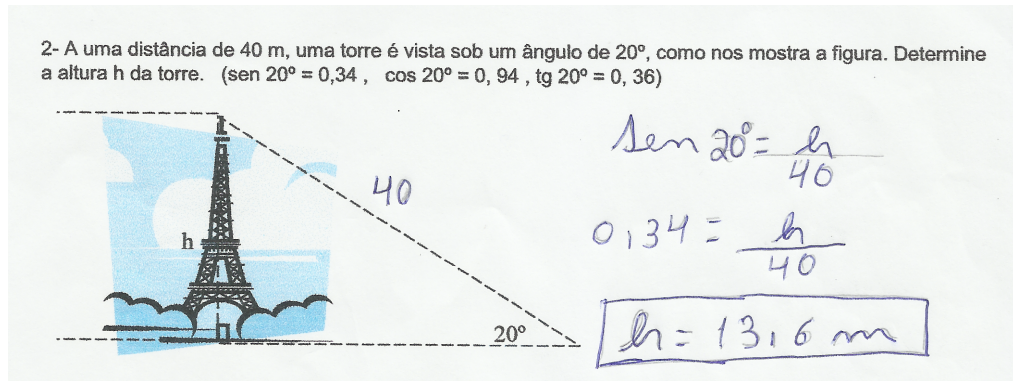 2- A uma distância de 40 m, uma torre é vista sob um ângulo de 20º, como nos mostra a figura. Determine
a altura h da torre. (sen 20º = 0,34 , cos 20º = 0, 94 , tg 20º = 0, 36)
sen 20º = h/40
40
0,34 = h/40
h
h = 13,6 m
20º